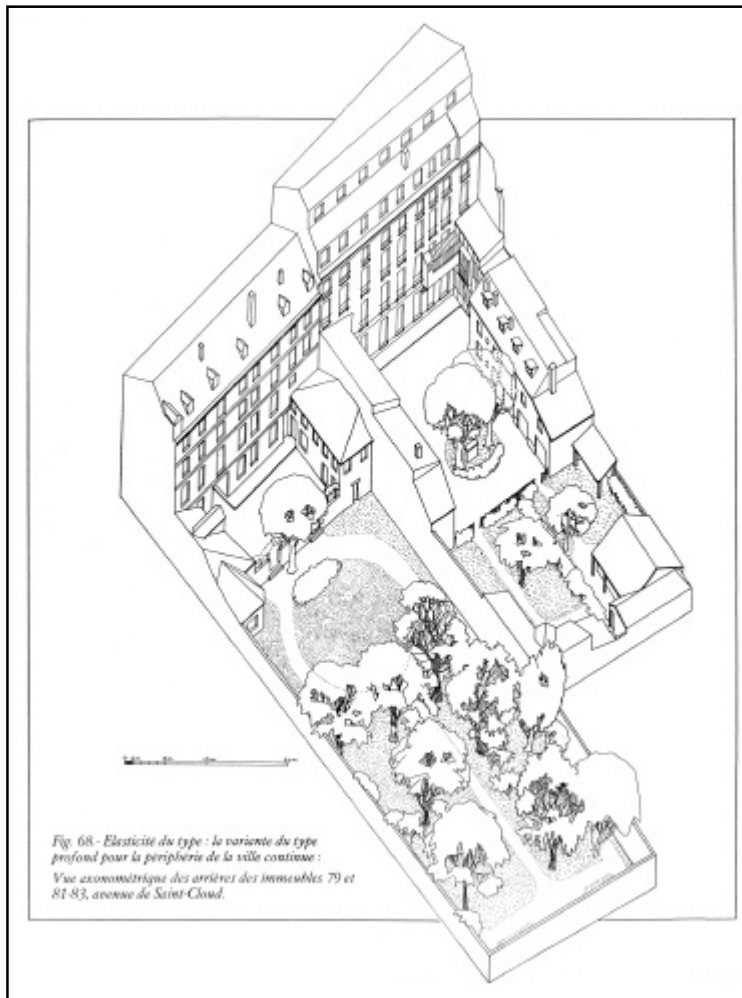 Fig. 68.- Elasticité du type : la variante du type
profond pour la périphérie de la ville continue :
Vue axonométrique des arrières des immeubles 79 et
81-83, avenue de Saint-Cloud.